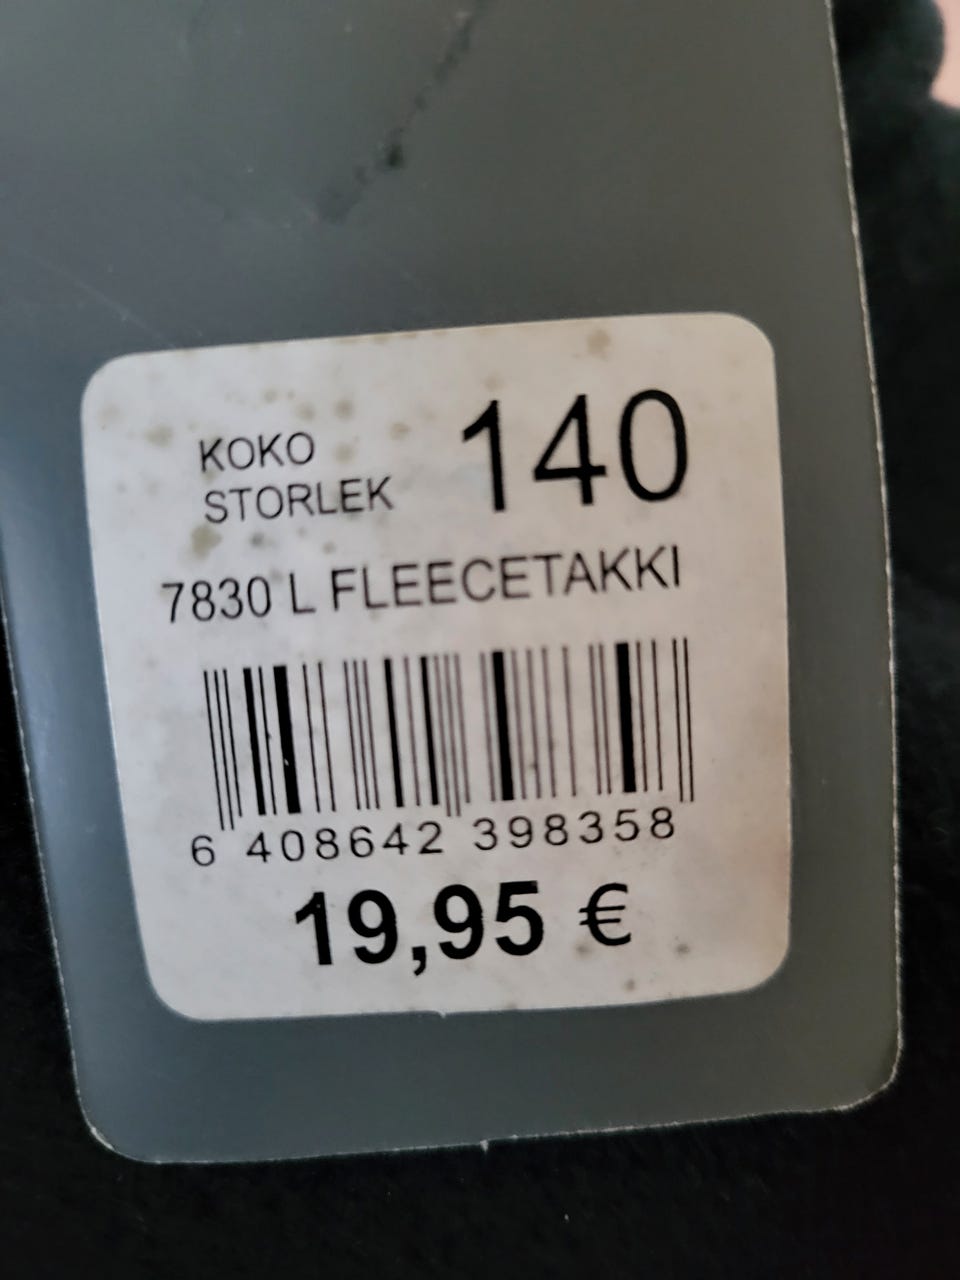 KOKO
STORLEK 140
7830 L FLEECETAKKI
6 408642 398358
19,95 €